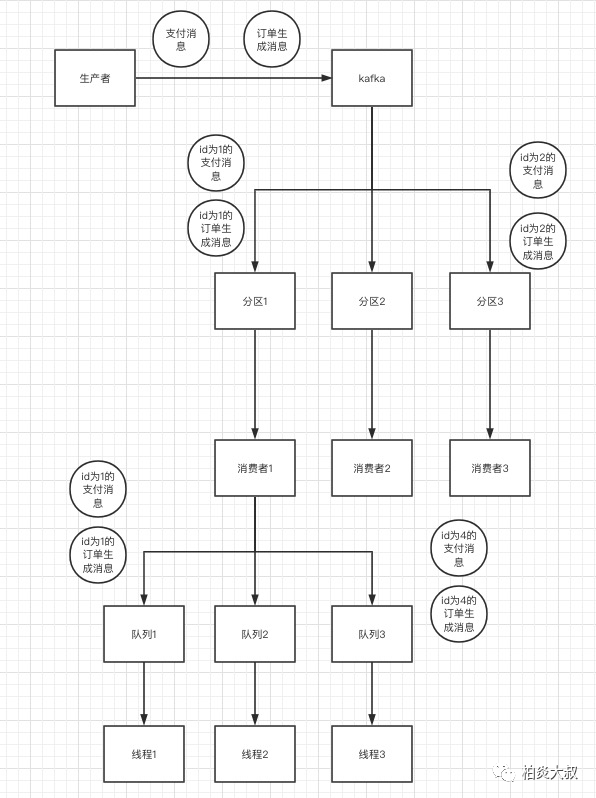 支付消
息
订单生
成消息
生产者
kafka
id为1的
支付消
息
id为2的
支付消
息
id为1的
订单生
成消息
id为2的
订单生
成消息
分区1
分区2
分区3
消费者1
消费者2
消费者3
id为1的
支付消
息
id为1的
订单生
成消息
id为4的
支付消
息
id为4的
订单生
成消息
队列1
队列2
队列3
线程1
线程2
线程3
柏炎大叔